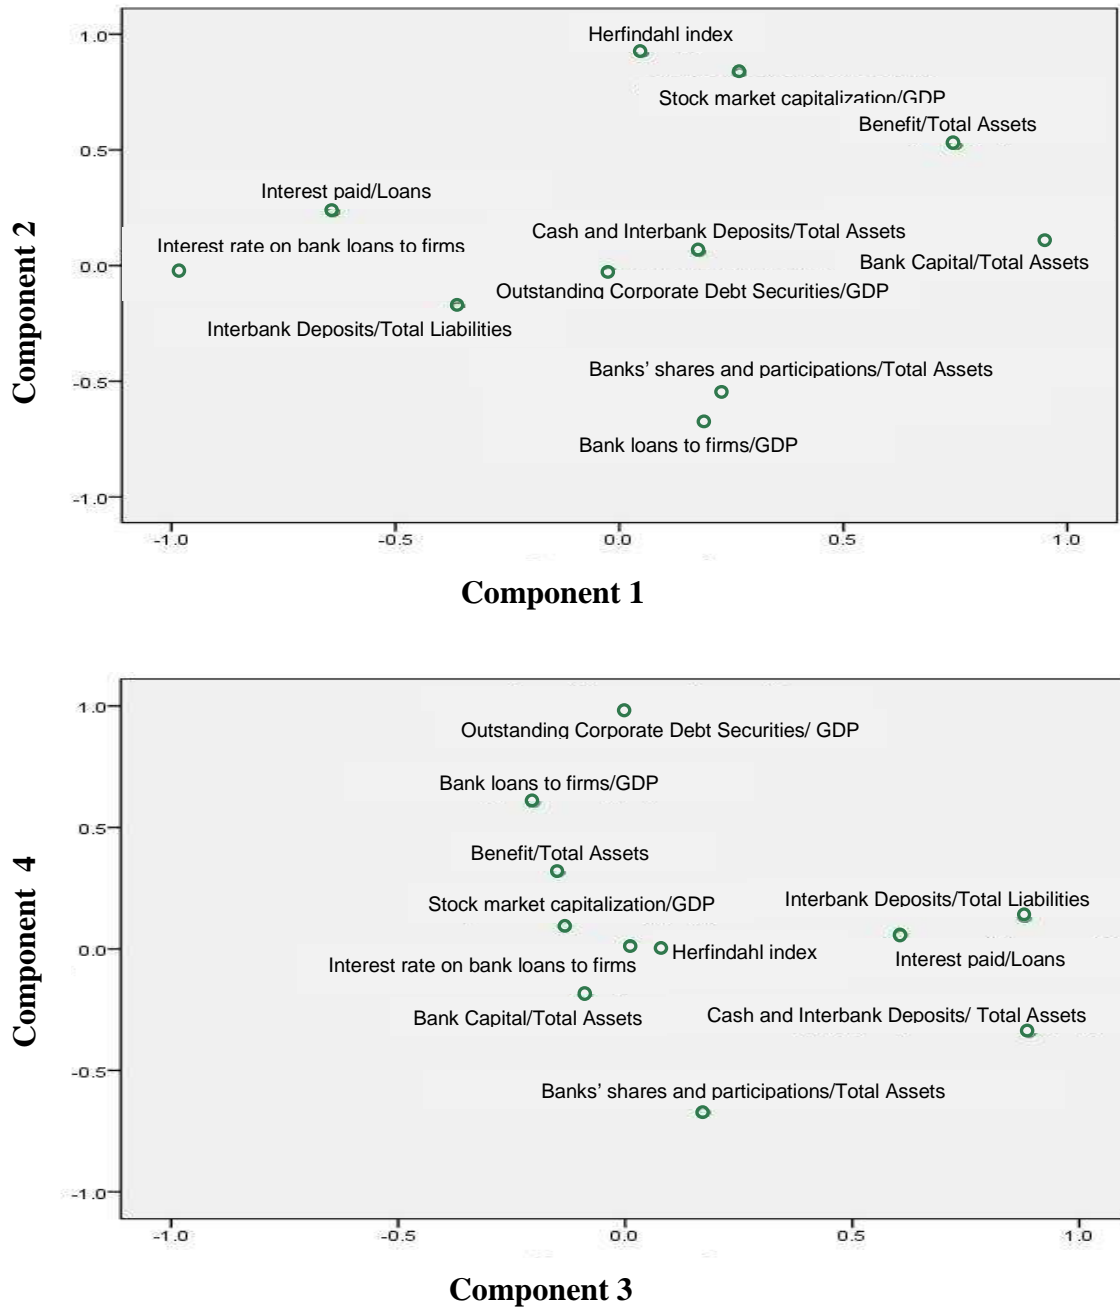 1.0
Herfindahl index
Stock market capitalization/GDP
Benefit/Total Assets
0.5
Interest paid/Loans
Cash and Interbank Deposits/Total Assets
Interest rate on bank loans to firms
Bank Capital/Total Assets
0.0
Outstanding Corporate Debt Securities/GDP
Interbank Deposits/Total Liabilities
Banks' shares and participations/Total Assets
-0.5
Bank loans to firms/GDP
-1.0
Component 2
-1.0 -0.5 0.0 0.5 1.0
Component 1
1.0
Outstanding Corporate Debt Securities/ GDP
Bank loans to firms/GDP
0.5
Benefit/Total Assets
Interbank Deposits/Total Liabilities
Stock market capitalization/GDP
0.0
Herfindahl index
Interest paid/Loans
Interest rate on bank loans to firms
Bank Capital/Total Assets
Cash and Interbank Deposits/ Total Assets
-0.5
Banks' shares and participations/Total Assets
-1.0
Component 4
-1.0 -0.5 0.0 0.5 1.0
Component 3